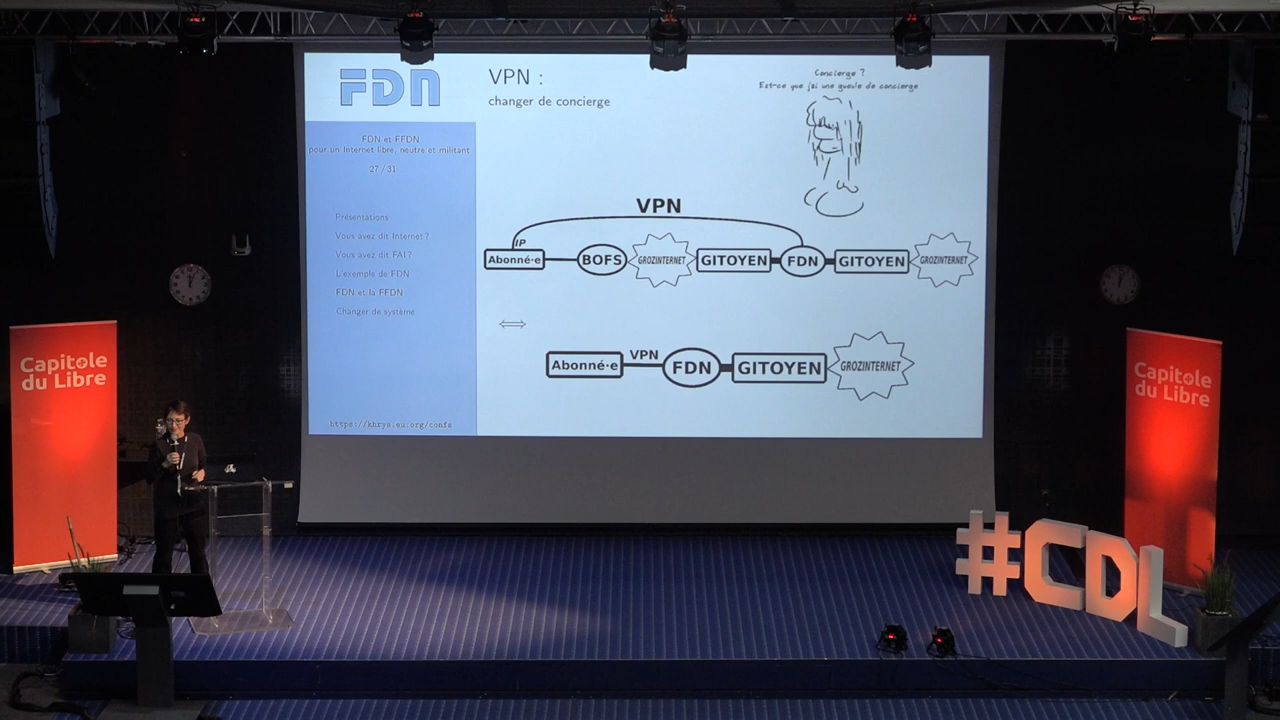 FDN
VPN :
changer de concierge
Concierge ?
Est-ce que j'ai une gueule de concierge
FDN et FFDN
pour un Internet libre, neutre et militant
27/31
Présentations
Vous avez dit Internet ?
Vous avez dit FAI ?
L'exemple de FDN
FDN et la FFDN
Changer de système
https://khrys.eu.org/confs
VPN
IP
Abonné·e
BOFS
GROZINTERNET
GITOYEN
FDN
GITOYEN
GROZINTERNET
⟺
Abonné·e
VPN
FDN
GITOYEN
GROZINTERNET
Capitole
du Libre
Capitole
du Libre
#CDL